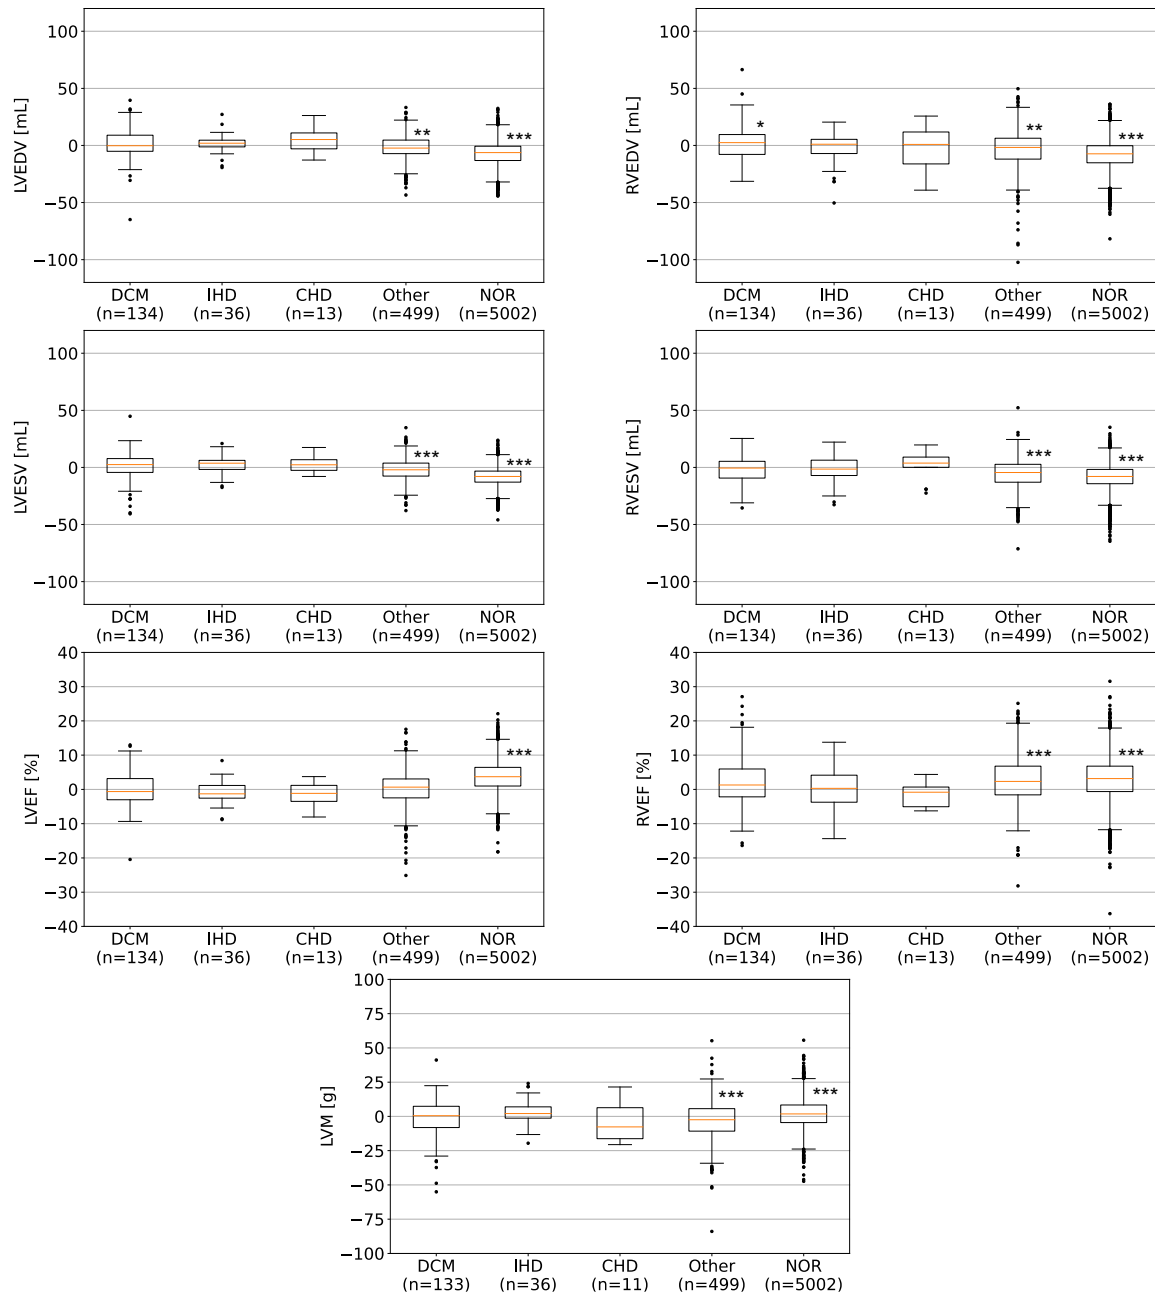 LVEDV [mL]
100
50
0
−50
−100
** ***
DCM IHD CHD Other NOR
(n=134) (n=36) (n=13) (n=499) (n=5002)
RVEDV [mL]
100
50
0
−50
−100
* ** ***
DCM IHD CHD Other NOR
(n=134) (n=36) (n=13) (n=499) (n=5002)
LVESV [mL]
100
50
0
−50
−100
*** ***
DCM IHD CHD Other NOR
(n=134) (n=36) (n=13) (n=499) (n=5002)
RVESV [mL]
100
50
0
−50
−100
*** ***
DCM IHD CHD Other NOR
(n=134) (n=36) (n=13) (n=499) (n=5002)
LVEF [%]
40
30
20
10
0
−10
−20
−30
−40
***
DCM IHD CHD Other NOR
(n=134) (n=36) (n=13) (n=499) (n=5002)
RVEF [%]
40
30
20
10
0
−10
−20
−30
−40
*** ***
DCM IHD CHD Other NOR
(n=134) (n=36) (n=13) (n=499) (n=5002)
LVM [g]
100
75
50
25
0
−25
−50
−75
−100
*** ***
DCM IHD CHD Other NOR
(n=133) (n=36) (n=11) (n=499) (n=5002)